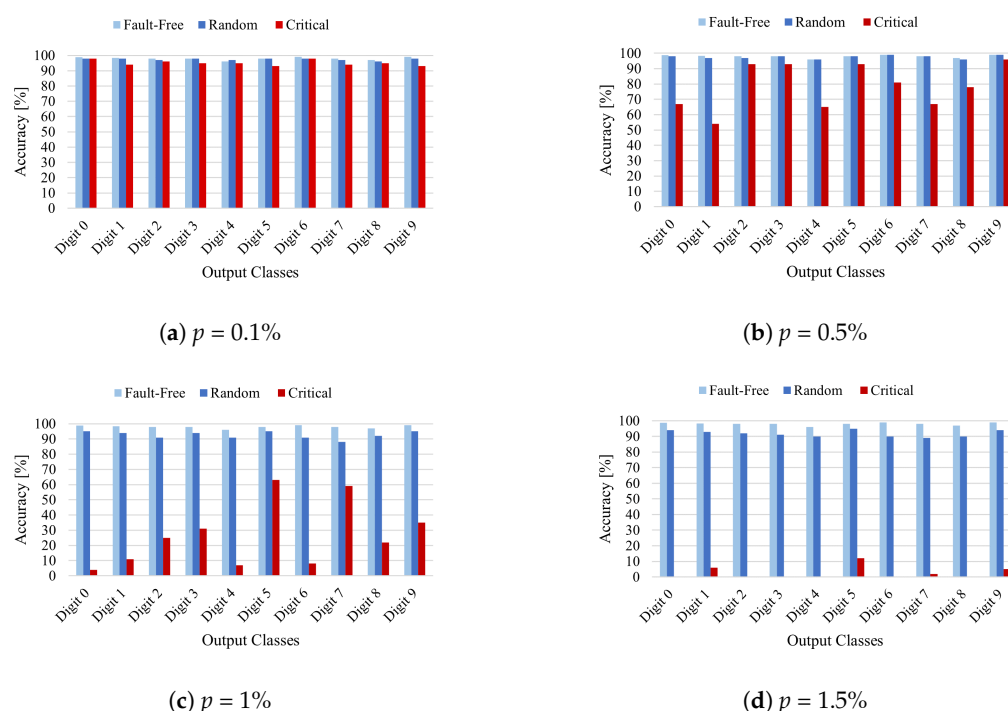 Fault-Free Random Critical
Accuracy [%]
100
90
80
70
60
50
40
30
20
10
0
Digit 0 Digit 1 Digit 2 Digit 3 Digit 4 Digit 5 Digit 6 Digit 7 Digit 8 Digit 9
Output Classes
(a) p = 0.1%
Fault-Free Random Critical
Accuracy [%]
100
90
80
70
60
50
40
30
20
10
0
Digit 0 Digit 1 Digit 2 Digit 3 Digit 4 Digit 5 Digit 6 Digit 7 Digit 8 Digit 9
Output Classes
(b) p = 0.5%
Fault-Free Random Critical
Accuracy [%]
100
90
80
70
60
50
40
30
20
10
0
Digit 0 Digit 1 Digit 2 Digit 3 Digit 4 Digit 5 Digit 6 Digit 7 Digit 8 Digit 9
Output Classes
(c) p = 1%
Fault-Free Random Critical
Accuracy [%]
100
90
80
70
60
50
40
30
20
10
0
Digit 0 Digit 1 Digit 2 Digit 3 Digit 4 Digit 5 Digit 6 Digit 7 Digit 8 Digit 9
Output Classes
(d) p = 1.5%